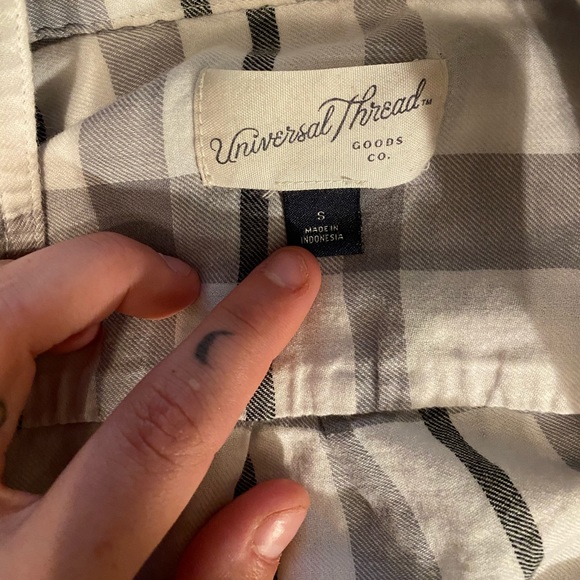 Universal Thread™
GOODS
CO.
S
MADE IN
INDONESIA